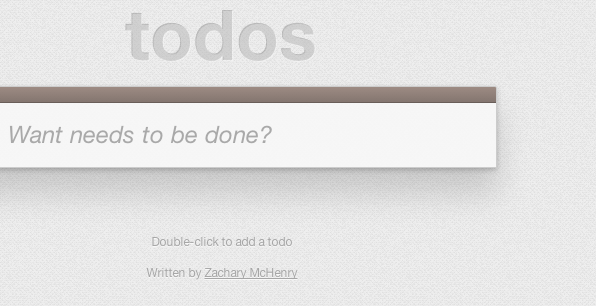 todos
Want needs to be done?
Double-click to add a todo
Written by Zachary McHenry